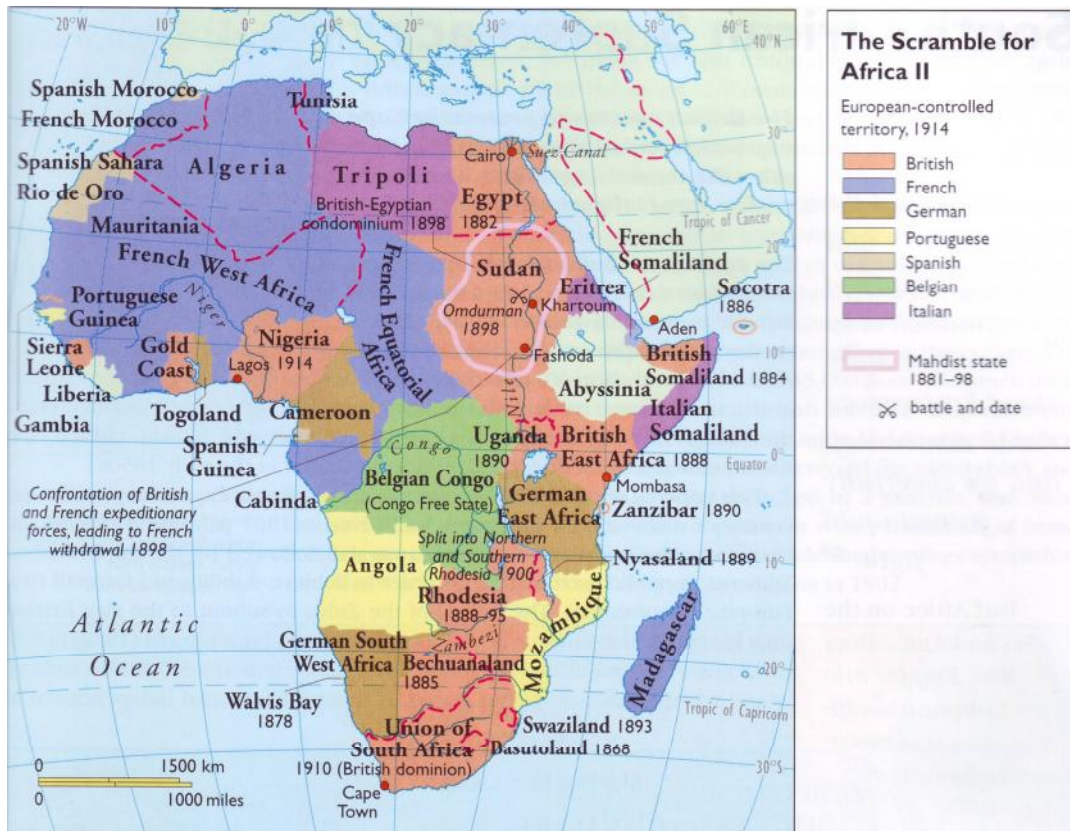 20°W
10°W
0°
10°E
20°E
30°E
40°E
50°E
60°E
40°N
30°
20°
10°
0°
10°
20°
30°S
Spanish Morocco
French Morocco
Tunisia
Spanish Sahara
Rio de Oro
Algeria
Tripoli
Cairo
Suez Canal
Egypt
1882
British-Egyptian
condominium 1898
Mauritania
French West Africa
French Equatorial
Africa
Tropic of Cancer
French
Somaliland
Sudan
Eritrea
Khartoum
Omdurman
1898
Socotra
1886
Aden
Portuguese
Guinea
Niger
Nigeria
1914
Gold
Coast
Lagos
Fashoda
Sierra
Leone
Liberia
Gambia
Togoland
Cameroon
Nile
Abyssinia
British
Somaliland 1884
Italian
Somaliland
1888
Spanish
Guinea
Congo
Uganda
1890
British
East Africa
Equator
Belgian Congo
(Congo Free State)
Cabinda
Mombasa
German
East Africa
Zanzibar 1890
Confrontation of British
and French expeditionary
forces, leading to French
withdrawal 1898
Split into Northern
and Southern
Rhodesia 1900
Nyasaland 1889
Angola
Rhodesia
1888–95
Mozambique
Madagascar
Zambezi
Atlantic
Ocean
German South
West Africa
Bechuanaland
1885
Walvis Bay
1878
Tropic of Capricorn
Swaziland 1893
Basutoland 1868
Union of
South Africa
1910 (British dominion)
Cape
Town
0 1500 km
0 1000 miles
The Scramble for
Africa II
European-controlled
territory, 1914
British
French
German
Portuguese
Spanish
Belgian
Italian
Mahdist state
1881–98
battle and date